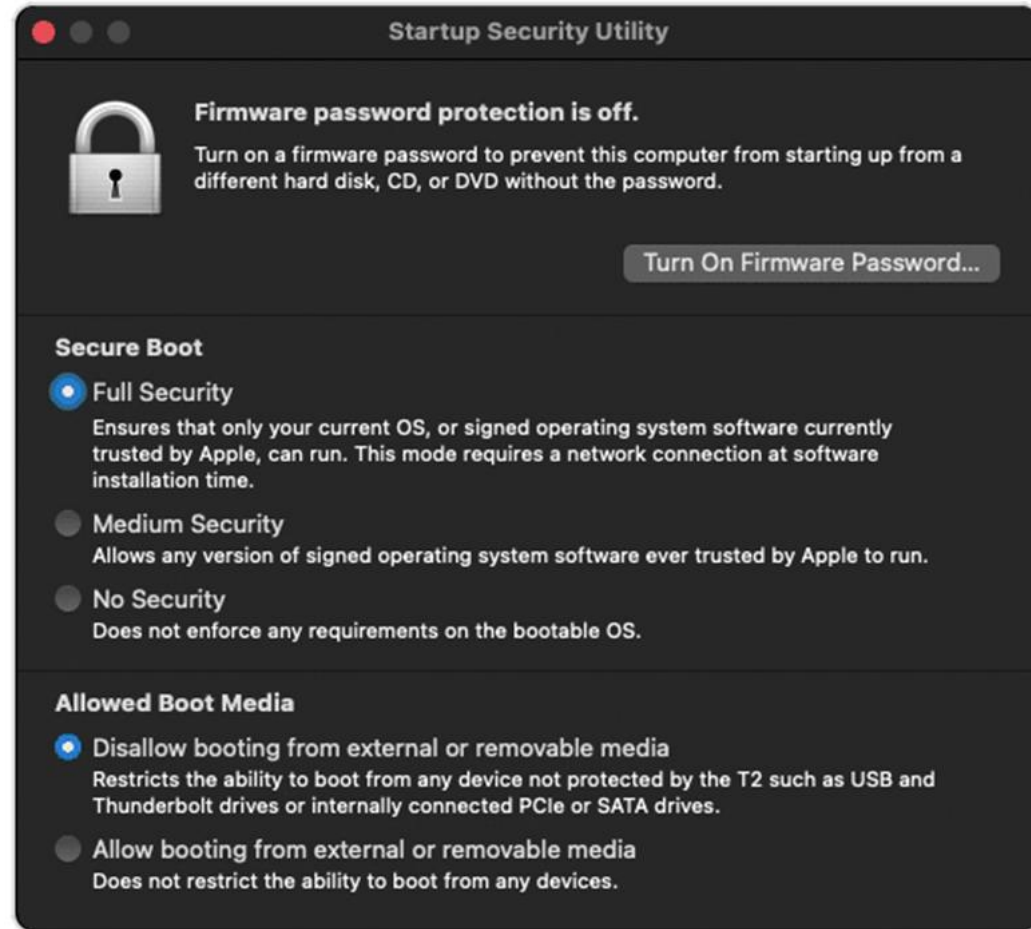 Startup Security Utility
Firmware password protection is off.
Turn on a firmware password to prevent this computer from starting up from a
different hard disk, CD, or DVD without the password.
Turn On Firmware Password...
Secure Boot
Full Security
Ensures that only your current OS, or signed operating system software currently
trusted by Apple, can run. This mode requires a network connection at software
installation time.
Medium Security
Allows any version of signed operating system software ever trusted by Apple to run.
No Security
Does not enforce any requirements on the bootable OS.
Allowed Boot Media
Disallow booting from external or removable media
Restricts the ability to boot from any device not protected by the T2 such as USB and
Thunderbolt drives or internally connected PCIe or SATA drives.
Allow booting from external or removable media
Does not restrict the ability to boot from any devices.